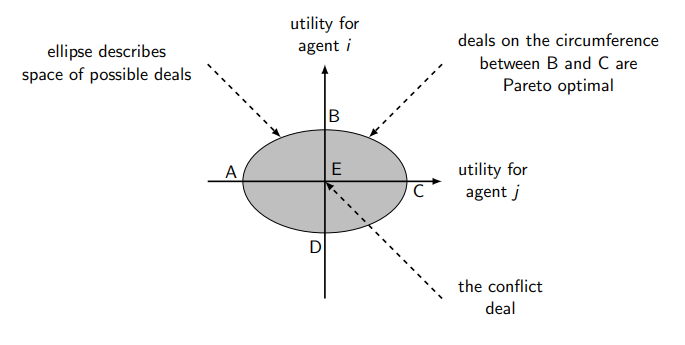 utility for
agent i
ellipse describes
space of possible deals
deals on the circumference
between B and C are
Pareto optimal
B
A
E
C
utility for
agent j
D
the conflict
deal